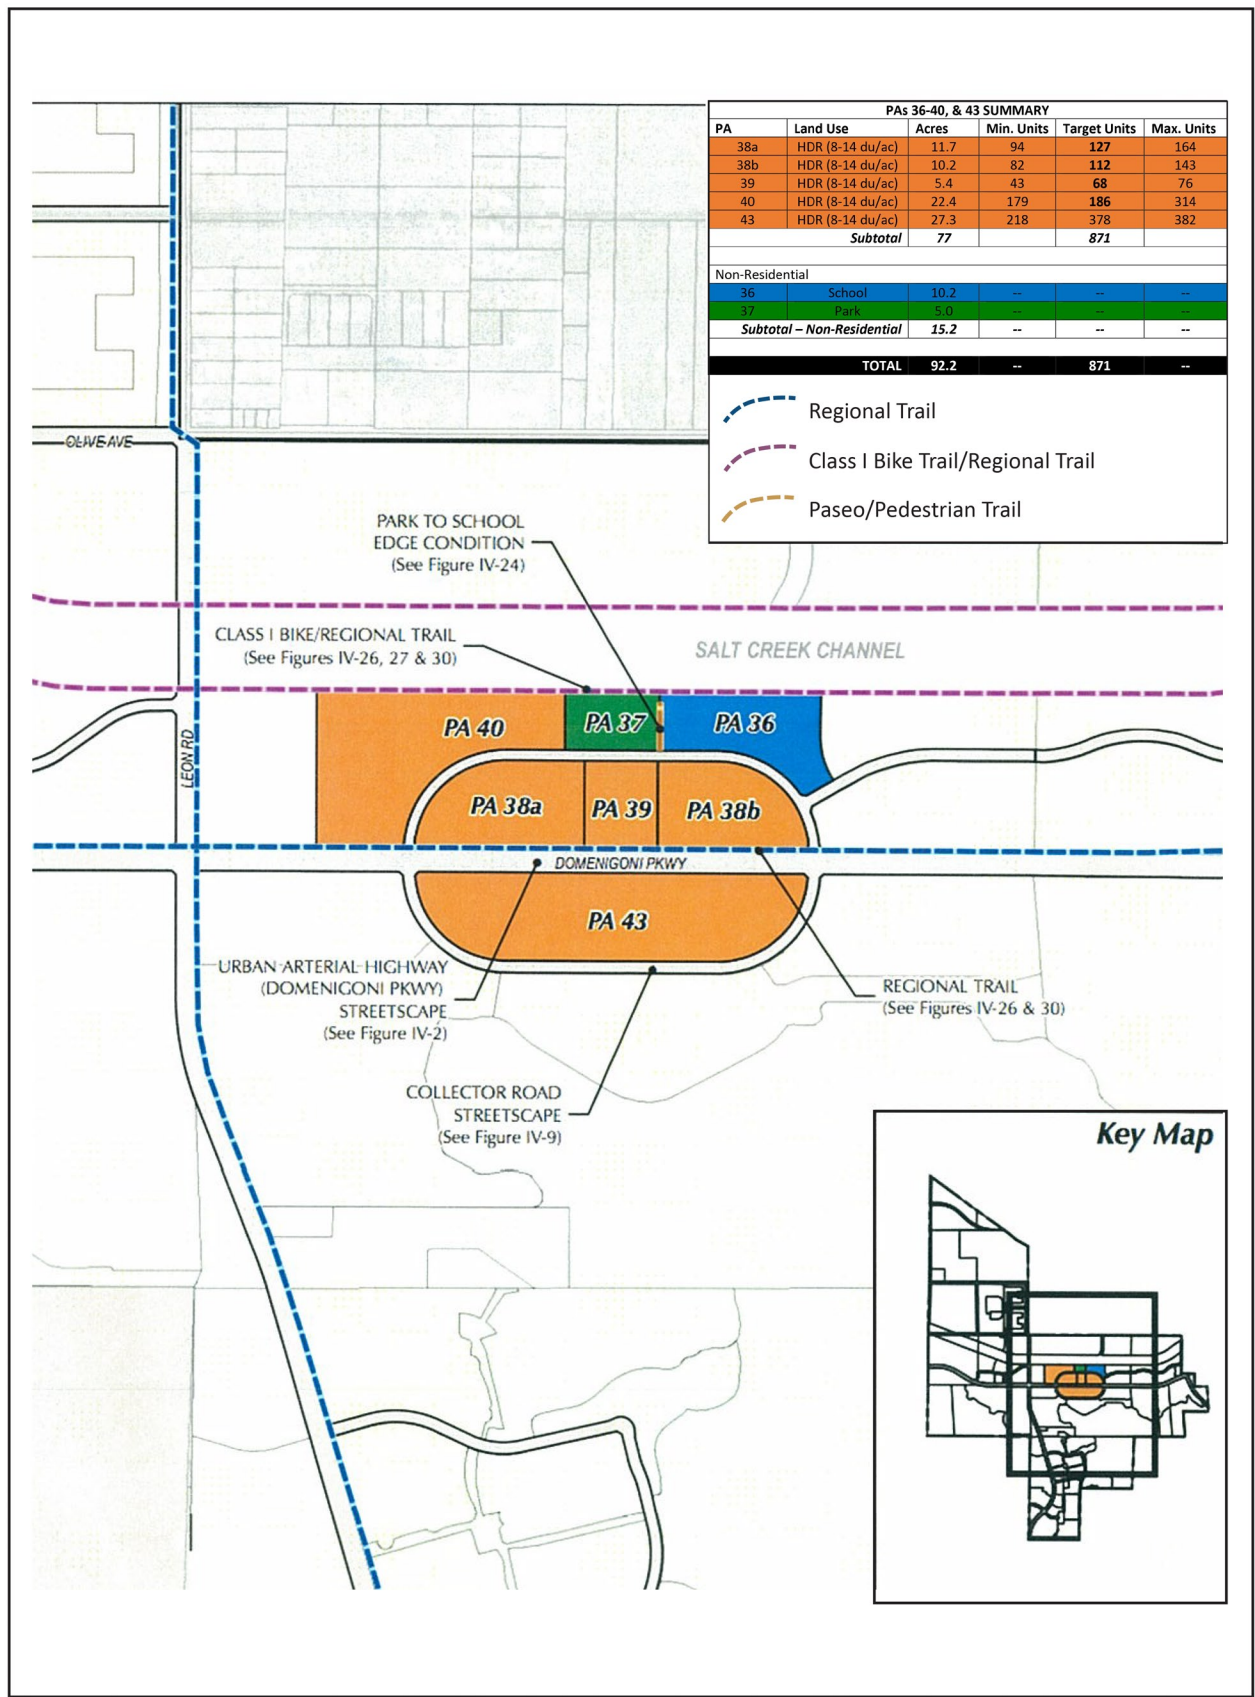 PAs 36-40, & 43 SUMMARY
PA Land Use Acres Min. Units Target Units Max. Units
38a HDR (8-14 du/ac) 11.7 94 127 164
38b HDR (8-14 du/ac) 10.2 82 112 143
39 HDR (8-14 du/ac) 5.4 43 68 76
40 HDR (8-14 du/ac) 22.4 179 186 314
43 HDR (8-14 du/ac) 27.3 218 378 382
Subtotal 77 871
Non-Residential
36 School 10.2 -- -- --
37 Park 5.0 -- -- --
Subtotal – Non-Residential 15.2 -- -- --
TOTAL 92.2 -- 871 --
Regional Trail
Class I Bike Trail/Regional Trail
Paseo/Pedestrian Trail
OLIVE AVE
PARK TO SCHOOL
EDGE CONDITION
(See Figure IV-24)
CLASS I BIKE/REGIONAL TRAIL
(See Figures IV-26, 27 & 30)
SALT CREEK CHANNEL
LEON RD
PA 40
PA 37
PA 36
PA 38a
PA 39
PA 38b
DOMENIGONI PKWY
PA 43
URBAN ARTERIAL HIGHWAY
(DOMENIGONI PKWY)
STREETSCAPE
(See Figure IV-2)
REGIONAL TRAIL
(See Figures IV-26 & 30)
COLLECTOR ROAD
STREETSCAPE
(See Figure IV-9)
Key Map